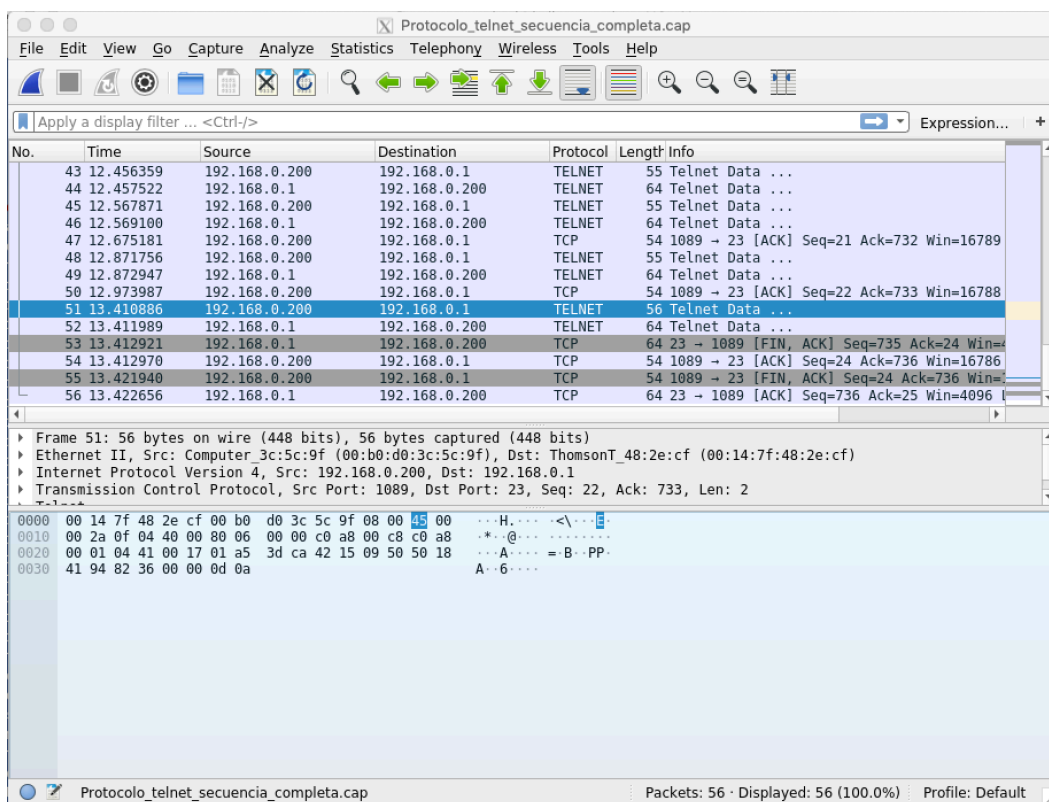 Protocolo_telnet_secuencia_completa.cap
File Edit View Go Capture Analyze Statistics Telephony Wireless Tools Help
Apply a display filter ... <Ctrl-/> Expression... +
No. Time Source Destination Protocol Length Info
43 12.456359 192.168.0.200 192.168.0.1 TELNET 55 Telnet Data ...
44 12.457522 192.168.0.1 192.168.0.200 TELNET 64 Telnet Data ...
45 12.567871 192.168.0.200 192.168.0.1 TELNET 55 Telnet Data ...
46 12.569100 192.168.0.1 192.168.0.200 TELNET 64 Telnet Data ...
47 12.675181 192.168.0.200 192.168.0.1 TCP 54 1089 → 23 [ACK] Seq=21 Ack=732 Win=16789
48 12.871756 192.168.0.200 192.168.0.1 TELNET 55 Telnet Data ...
49 12.872947 192.168.0.1 192.168.0.200 TELNET 64 Telnet Data ...
50 12.973987 192.168.0.200 192.168.0.1 TCP 54 1089 → 23 [ACK] Seq=22 Ack=733 Win=16788
51 13.410886 192.168.0.200 192.168.0.1 TELNET 56 Telnet Data ...
52 13.411989 192.168.0.1 192.168.0.200 TELNET 64 Telnet Data ...
53 13.412921 192.168.0.1 192.168.0.200 TCP 64 23 → 1089 [FIN, ACK] Seq=735 Ack=24 Win=4
54 13.412970 192.168.0.200 192.168.0.1 TCP 54 1089 → 23 [ACK] Seq=24 Ack=736 Win=16786
55 13.421940 192.168.0.200 192.168.0.1 TCP 54 1089 → 23 [FIN, ACK] Seq=24 Ack=736 Win=
56 13.422656 192.168.0.1 192.168.0.200 TCP 64 23 → 1089 [ACK] Seq=736 Ack=25 Win=4096
Frame 51: 56 bytes on wire (448 bits), 56 bytes captured (448 bits)
Ethernet II, Src: Computer_3c:5c:9f (00:b0:d0:3c:5c:9f), Dst: ThomsonT_48:2e:cf (00:14:7f:48:2e:cf)
Internet Protocol Version 4, Src: 192.168.0.200, Dst: 192.168.0.1
Transmission Control Protocol, Src Port: 1089, Dst Port: 23, Seq: 22, Ack: 733, Len: 2
0000 00 14 7f 48 2e cf 00 b0 d0 3c 5c 9f 08 00 45 00 ···H.··· ·<\···E·
0010 00 2a 0f 04 40 00 80 06 00 00 c0 a8 00 c8 c0 a8 ·*··@··· ········
0020 00 01 04 41 00 17 01 a5 3d ca 42 15 09 50 50 18 ···A···· =·B··PP·
0030 41 94 82 36 00 00 0d 0a A··6····
Protocolo_telnet_secuencia_completa.cap Packets: 56 · Displayed: 56 (100.0%) Profile: Default